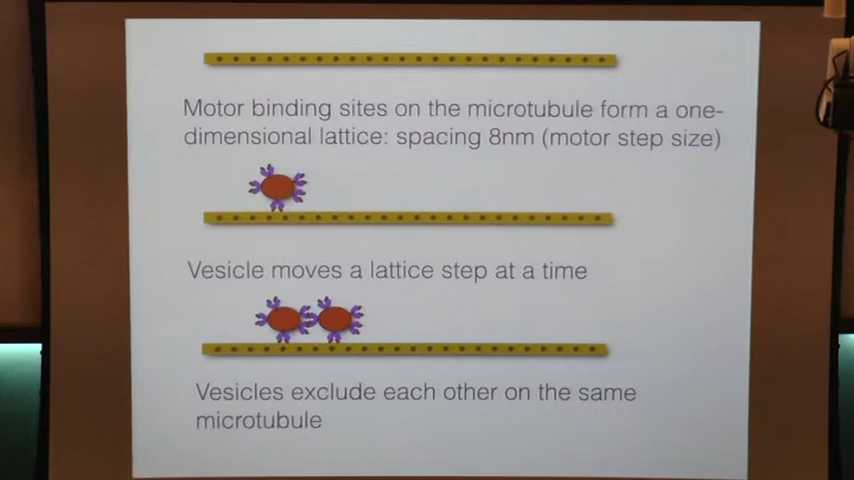 Motor binding sites on the microtubule form a one-
dimensional lattice: spacing 8nm (motor step size)
Vesicle moves a lattice step at a time
Vesicles exclude each other on the same
microtubule